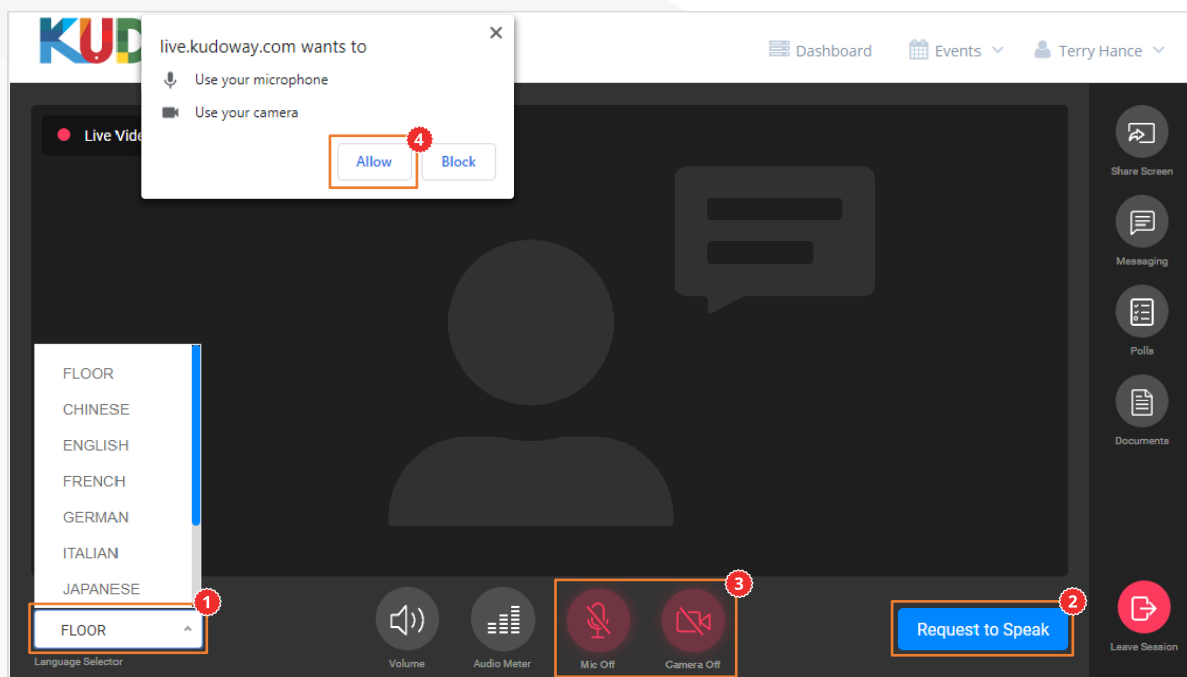 KUD
live.kudoway.com wants to
Use your microphone
Use your camera
Allow
Block
4
Dashboard
Events
Terry Hance
Live Vide
Share Screen
Messaging
Polls
Documents
FLOOR
CHINESE
ENGLISH
FRENCH
GERMAN
ITALIAN
JAPANESE
1
FLOOR
Language Selector
Volume
Audio Meter
3
Mic Off
Camera Off
2
Request to Speak
Leave Session